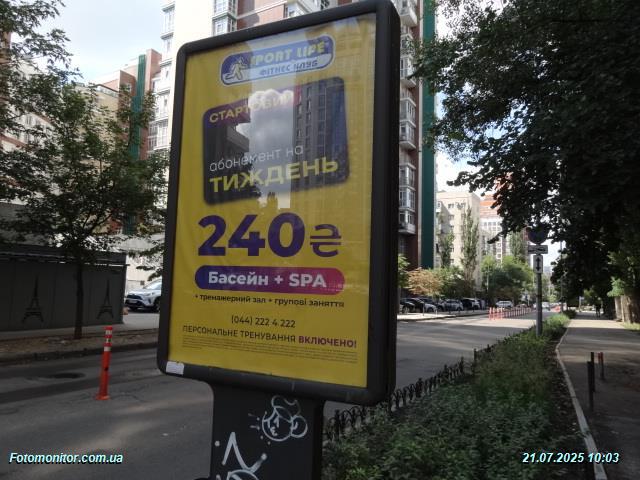 SPORT LIFE
ФІТНЕС КЛУБ
СТАРТОВИЙ
абонемент на
ТИЖДЕНЬ
240₴
Басейн + SPA
+ тренажерний зал + групові заняття
(044) 222 4 222
ПЕРСОНАЛЬНЕ ТРЕНУВАННЯ ВКЛЮЧЕНО!
Fotomonitor.com.ua
21.07.2025 10:03